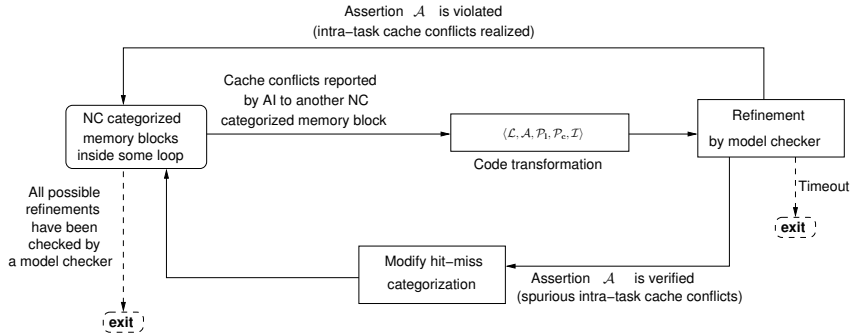 Assertion 𝒜 is violated
(intra−task cache conflicts realized)
Cache conflicts reported
by AI to another NC
categorized memory block
NC categorized
memory blocks
inside some loop
⟨ℒ, 𝒜, 𝒫l, 𝒫c, ℐ⟩
Code transformation
Refinement
by model checker
Timeout
exit
All possible
refinements
have been
checked by
a model checker
exit
Modify hit−miss
categorization
Assertion 𝒜 is verified
(spurious intra−task cache conflicts)